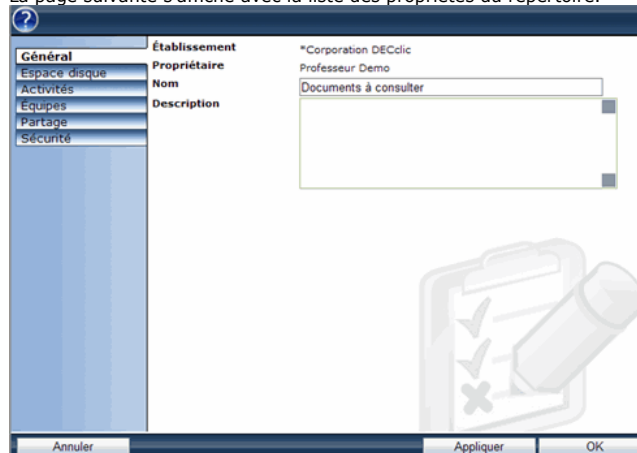 La page suivante s'affiche avec la liste des propriétés du répertoire.
?
Général
Espace disque
Activités
Équipes
Partage
Sécurité
Établissement *Corporation DECclic
Propriétaire Professeur Demo
Nom Documents à consulter
Description
Annuler Appliquer OK